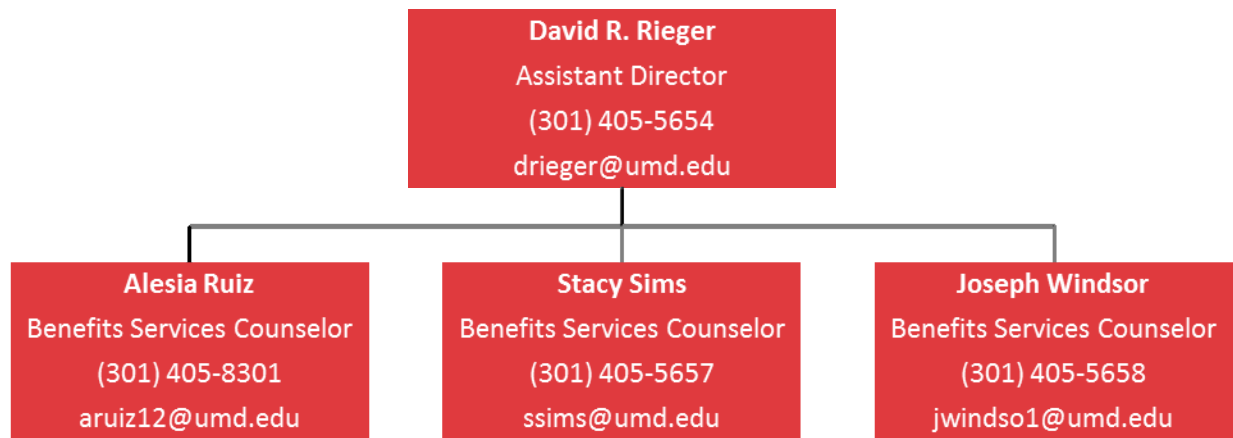 David R. Rieger
Assistant Director
(301) 405-5654
drieger@umd.edu
Alesia Ruiz
Benefits Services Counselor
(301) 405-8301
aruiz12@umd.edu
Stacy Sims
Benefits Services Counselor
(301) 405-5657
ssims@umd.edu
Joseph Windsor
Benefits Services Counselor
(301) 405-5658
jwindso1@umd.edu